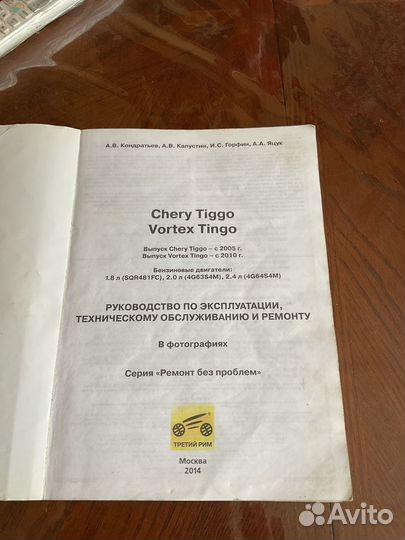 А.В. Кондратьев, А.В. Капустин, И.С. Горфин, А.А. Яцук
Chery Tiggo
Vortex Tingo
Выпуск Chery Tiggo – с 2005 г.
Выпуск Vortex Tingo – с 2010 г.
Бензиновые двигатели:
1.8 л (SQR481FC), 2.0 л (4G63S4M), 2.4 л (4G64S4M)
РУКОВОДСТВО ПО ЭКСПЛУАТАЦИИ,
ТЕХНИЧЕСКОМУ ОБСЛУЖИВАНИЮ И РЕМОНТУ
В фотографиях
Серия «Ремонт без проблем»
ТРЕТИЙ РИМ
Москва
2014
Avito